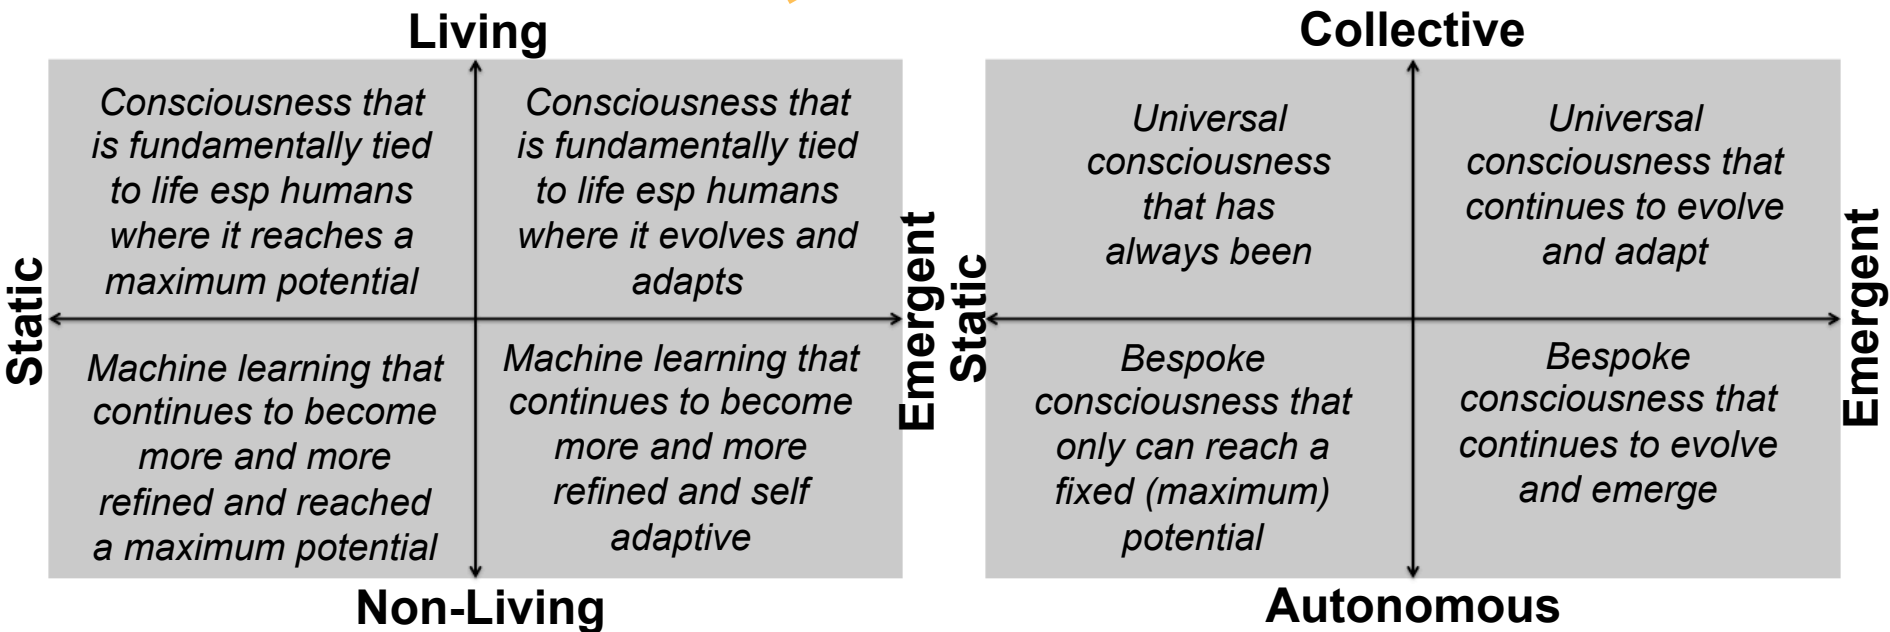 Living
Consciousness that
is fundamentally tied
to life esp humans
where it reaches a
maximum potential
Consciousness that
is fundamentally tied
to life esp humans
where it evolves and
adapts
Static
Emergent
Machine learning that
continues to become
more and more
refined and reached
a maximum potential
Machine learning that
continues to become
more and more
refined and self
adaptive
Non-Living
Collective
Universal
consciousness
that has
always been
Universal
consciousness that
continues to evolve
and adapt
Static
Emergent
Bespoke
consciousness that
only can reach a
fixed (maximum)
potential
Bespoke
consciousness that
continues to evolve
and emerge
Autonomous